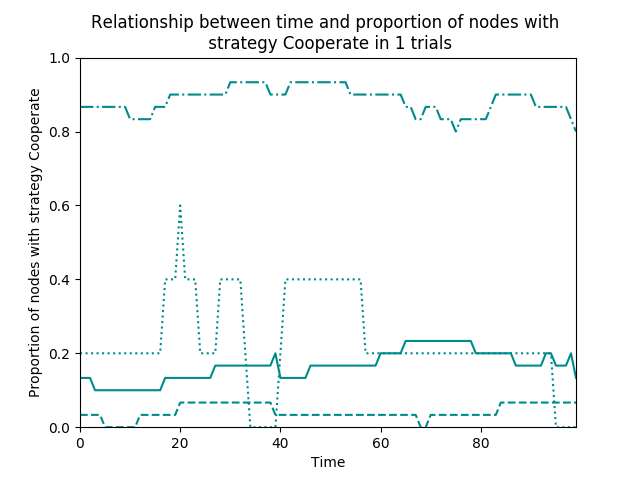 Relationship between time and proportion of nodes with
strategy Cooperate in 1 trials
Proportion of nodes with strategy Cooperate
1.0
0.8
0.6
0.4
0.2
0.0
0
20
40
60
80
Time